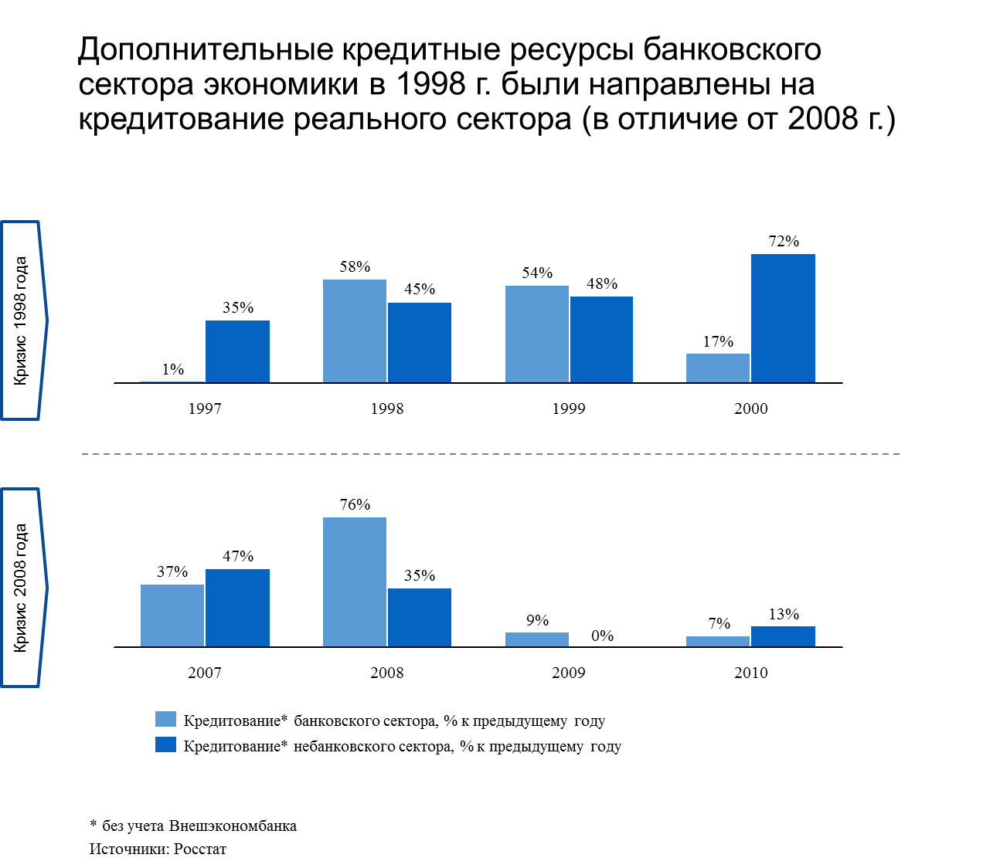 Дополнительные кредитные ресурсы банковского
сектора экономики в 1998 г. были направлены на
кредитование реального сектора (в отличие от 2008 г.)
Кризис 1998 года
72%
58%
54%
48%
45%
35%
17%
1%
1997
1998
1999
2000
Кризис 2008 года
76%
47%
37%
35%
9%
0%
7%
13%
2007
2008
2009
2010
Кредитование* банковского сектора, % к предыдущему году
Кредитование* небанковского сектора, % к предыдущему году
* без учета Внешэкономбанка
Источники: Росстат